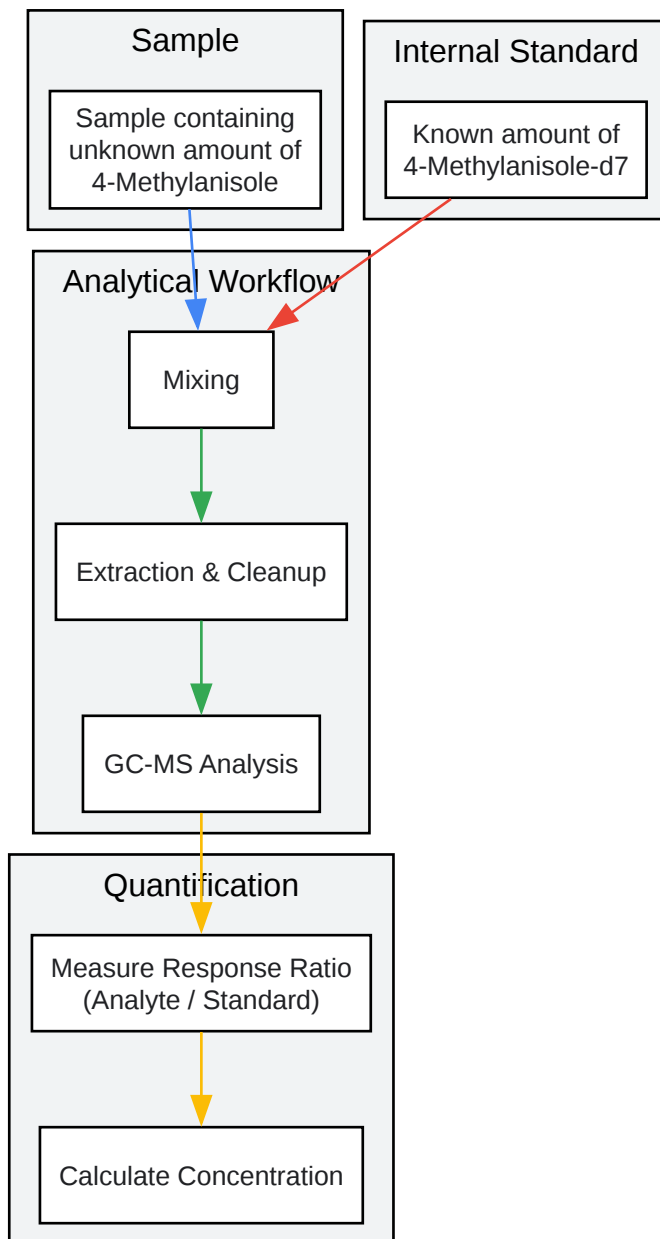 Sample
Sample containing
unknown amount of
4-Methylanisole
Internal Standard
Known amount of
4-Methylanisole-d7
Analytical Workflow
Mixing
Extraction & Cleanup
GC-MS Analysis
Quantification
Measure Response Ratio
(Analyte / Standard)
Calculate Concentration